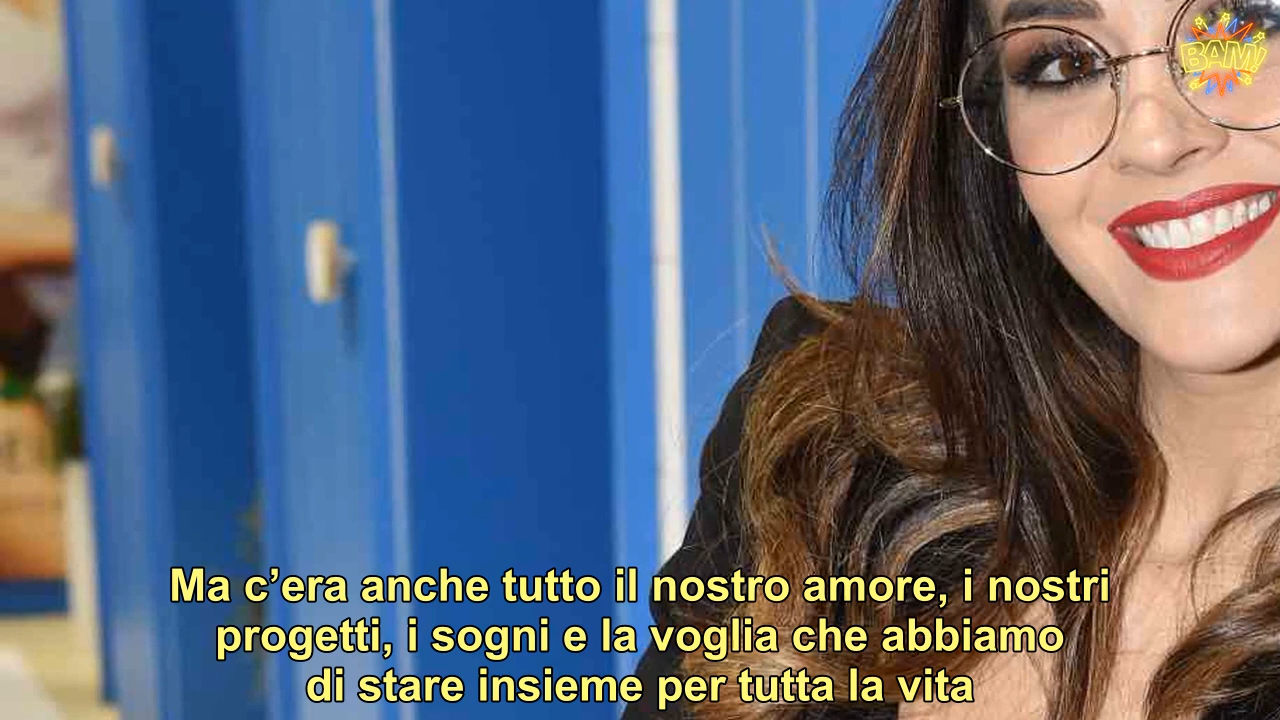 BAM!
Ma c’era anche tutto il nostro amore, i nostri
progetti, i sogni e la voglia che abbiamo
di stare insieme per tutta la vita